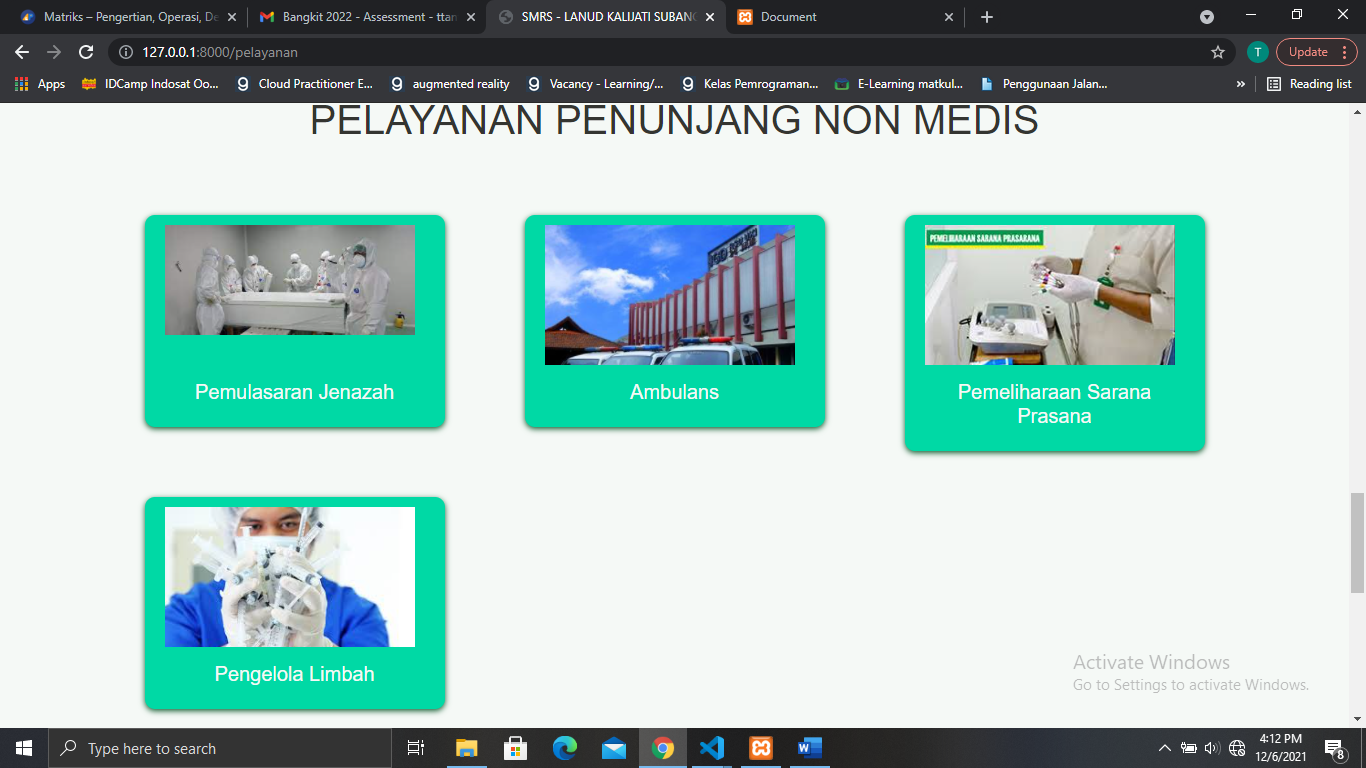 Matriks – Pengertian, Operasi, De
Bangkit 2022 - Assessment - ttan
SMRS - LANUD KALIJATI SUBANG
Document
127.0.0.1:8000/pelayanan
Update
Apps
IDCamp Indosat Oo...
Cloud Practitioner E...
augmented reality
Vacancy - Learning/...
Kelas Pemrograman...
E-Learning matkul...
Penggunaan Jalan...
»
Reading list
PELAYANAN PENUNJANG NON MEDIS
PEMELIHARAAN SARANA PRASARANA
Pemulasaran Jenazah
Ambulans
Pemeliharaan Sarana
Prasana
Pengelola Limbah
Activate Windows
Go to Settings to activate Windows.
Type here to search
4:12 PM
12/6/2021
8